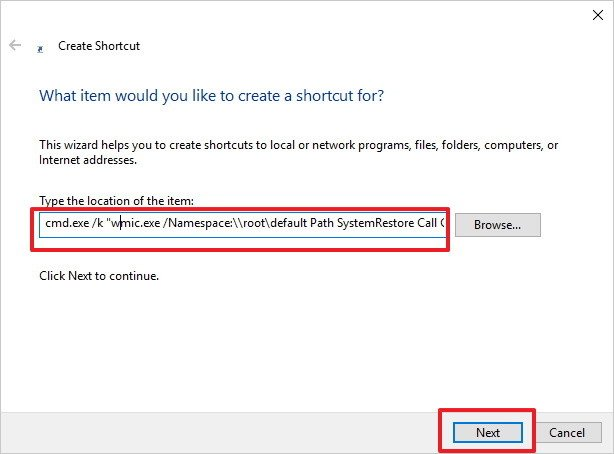 Create Shortcut
What item would you like to create a shortcut for?
This wizard helps you to create shortcuts to local or network programs, files, folders, computers, or
Internet addresses.
Type the location of the item:
cmd.exe /k "wmic.exe /Namespace:\\root\default Path SystemRestore Call
Browse...
Click Next to continue.
Next
Cancel